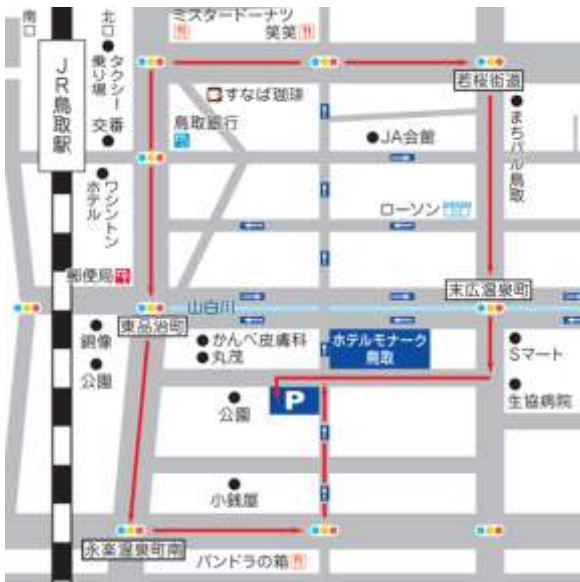 南口
北口
JR鳥取駅
タクシー乗り場
交番
ミスタードーナツ
笑笑
すなば珈琲
鳥取銀行
若桜街道
まちパル鳥取
JA会館
ローソン
ワシントンホテル
郵便局
山白川
末広温泉町
東品治町
銅像
公園
かんべ皮膚科
丸茂
ホテルモナーク鳥取
Sマート
生協病院
公園
P
小銭屋
永楽温泉町南
パンドラの箱